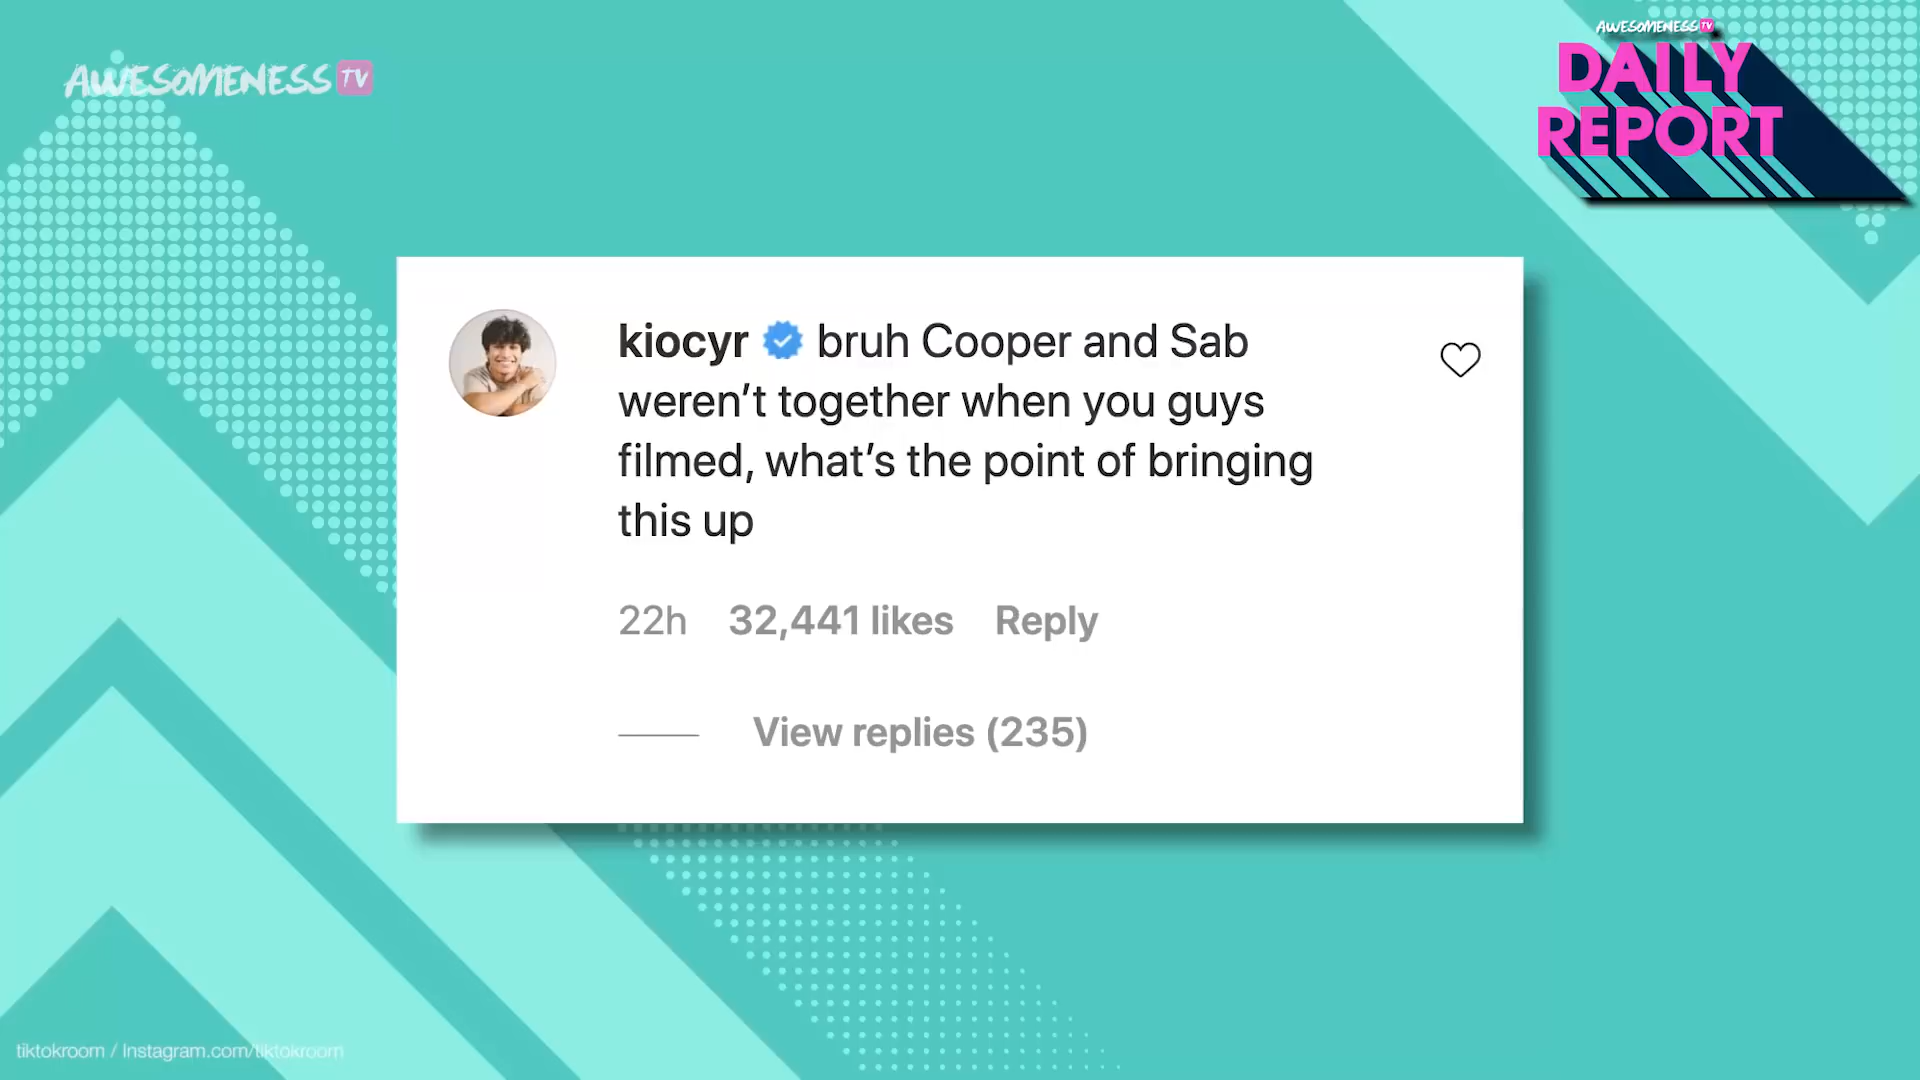 AWESOMENESS TV
AWESOMENESS TV
DAILY
REPORT
kiocyr bruh Cooper and Sab
weren’t together when you guys
filmed, what’s the point of bringing
this up
22h 32,441 likes Reply
View replies (235)
tiktokroom / Instagram.com/tiktokroom